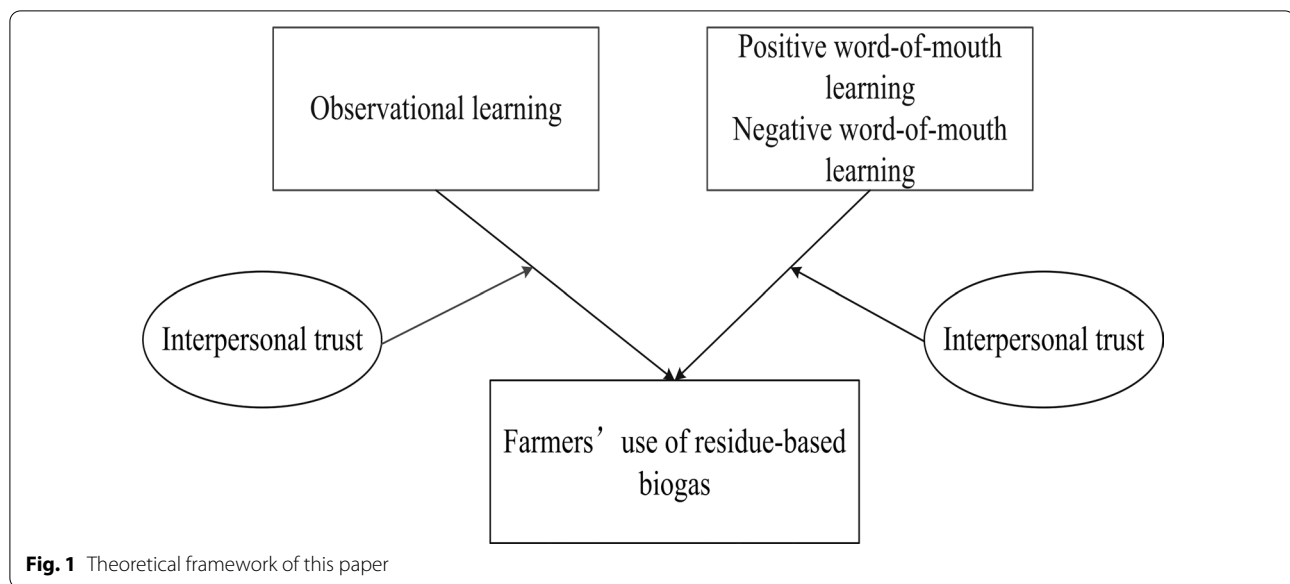 Observational learning
Positive word-of-mouth
learning
Negative word-of-mouth
learning
Interpersonal trust
Interpersonal trust
Farmers’ use of residue-based
biogas
Fig. 1 Theoretical framework of this paper